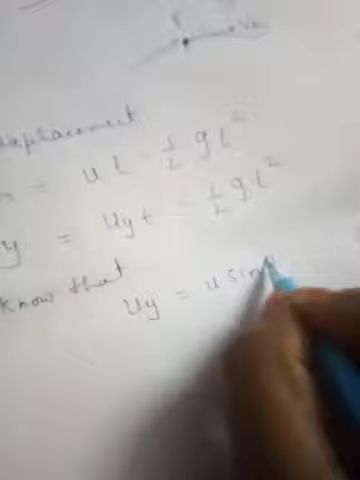 displacement
= ut - 1/2 gt²
y = uyt - 1/2 gt²
know that
uy = u sin